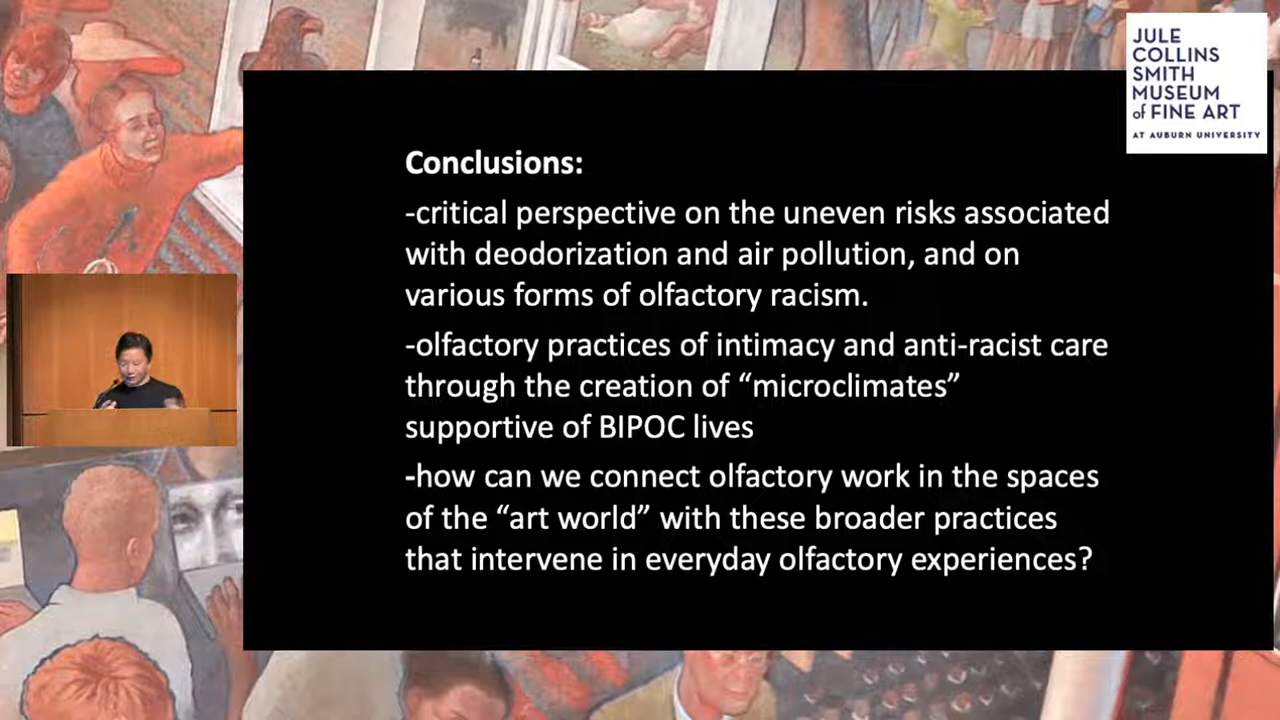 JULE
COLLINS
SMITH
MUSEUM
of FINE ART
AT AUBURN UNIVERSITY
Conclusions:
-critical perspective on the uneven risks associated
with deodorization and air pollution, and on
various forms of olfactory racism.
-olfactory practices of intimacy and anti-racist care
through the creation of “microclimates”
supportive of BIPOC lives
-how can we connect olfactory work in the spaces
of the “art world” with these broader practices
that intervene in everyday olfactory experiences?